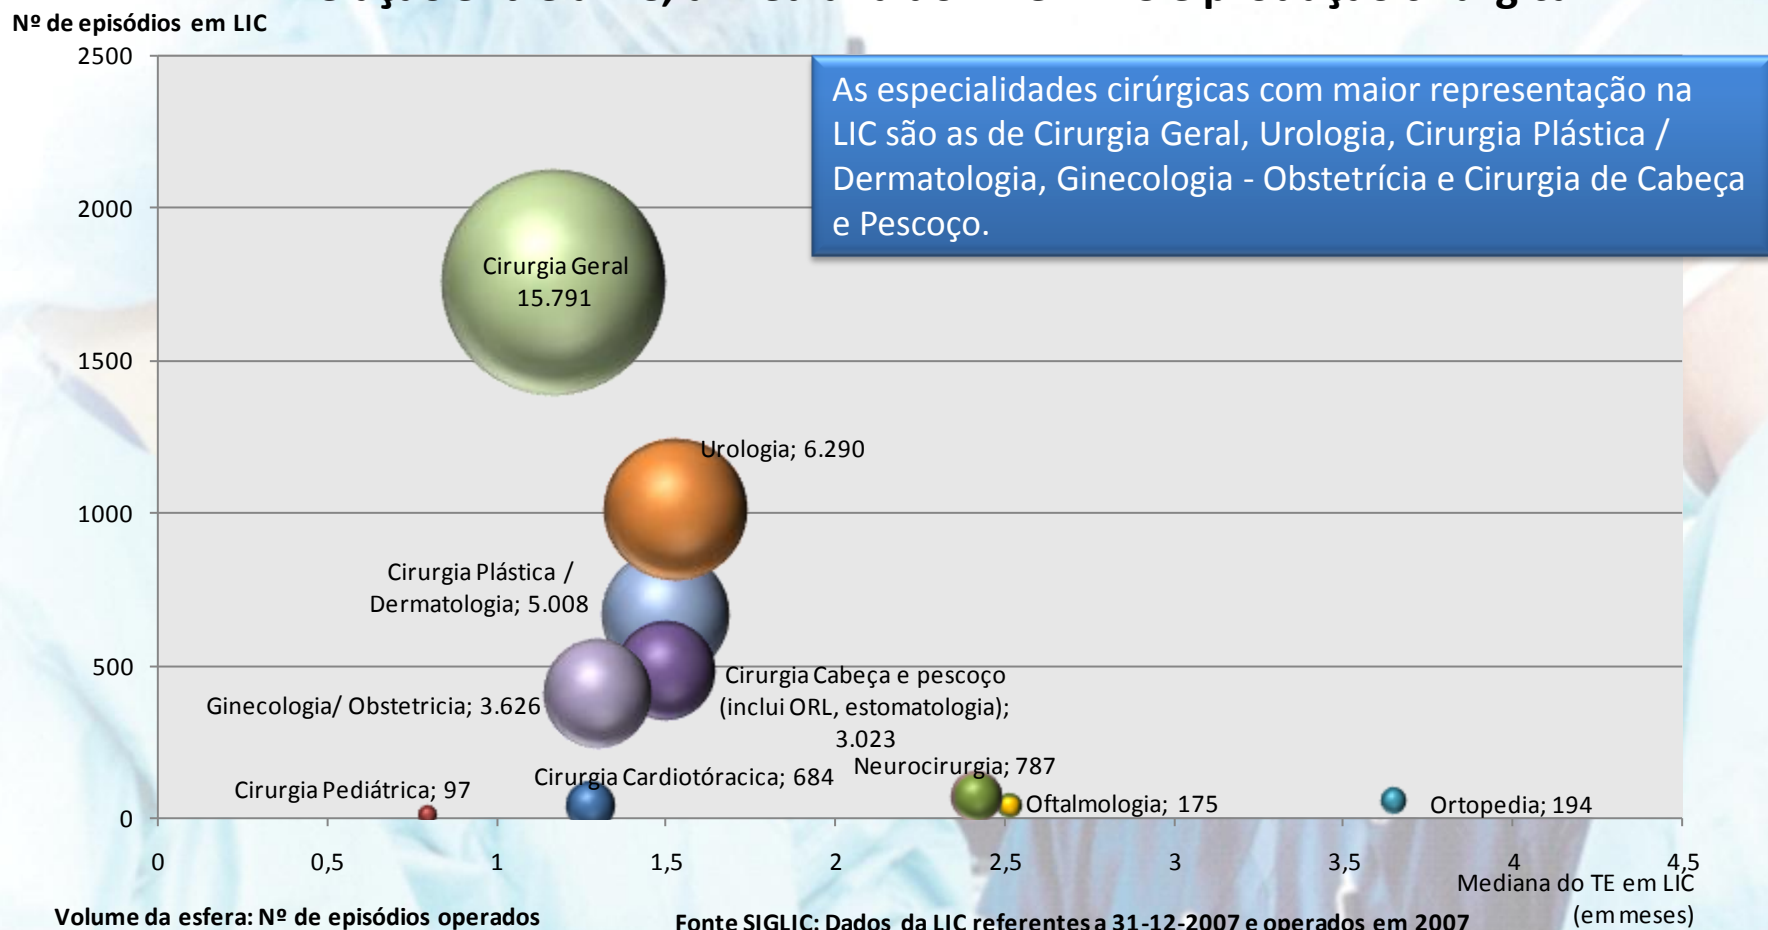 Nº de episódios em LIC
2500
2000
1500
1000
500
0
As especialidades cirúrgicas com maior representação na
LIC são as de Cirurgia Geral, Urologia, Cirurgia Plástica /
Dermatologia, Ginecologia - Obstetrícia e Cirurgia de Cabeça
e Pescoço.
Cirurgia Geral
15.791
Urologia; 6.290
Cirurgia Plástica /
Dermatologia; 5.008
Ginecologia/ Obstetricia; 3.626
Cirurgia Cabeça e pescoço
(inclui ORL, estomatologia);
3.023
Cirurgia Pediátrica; 97
Cirurgia Cardiotóracica; 684
Neurocirurgia; 787
Oftalmologia; 175
Ortopedia; 194
0 0,5 1 1,5 2 2,5 3 3,5 4 4,5
Mediana do TE em LIC
(em meses)
Volume da esfera: Nº de episódios operados
Fonte SIGLIC: Dados da LIC referentes a 31-12-2007 e operados em 2007